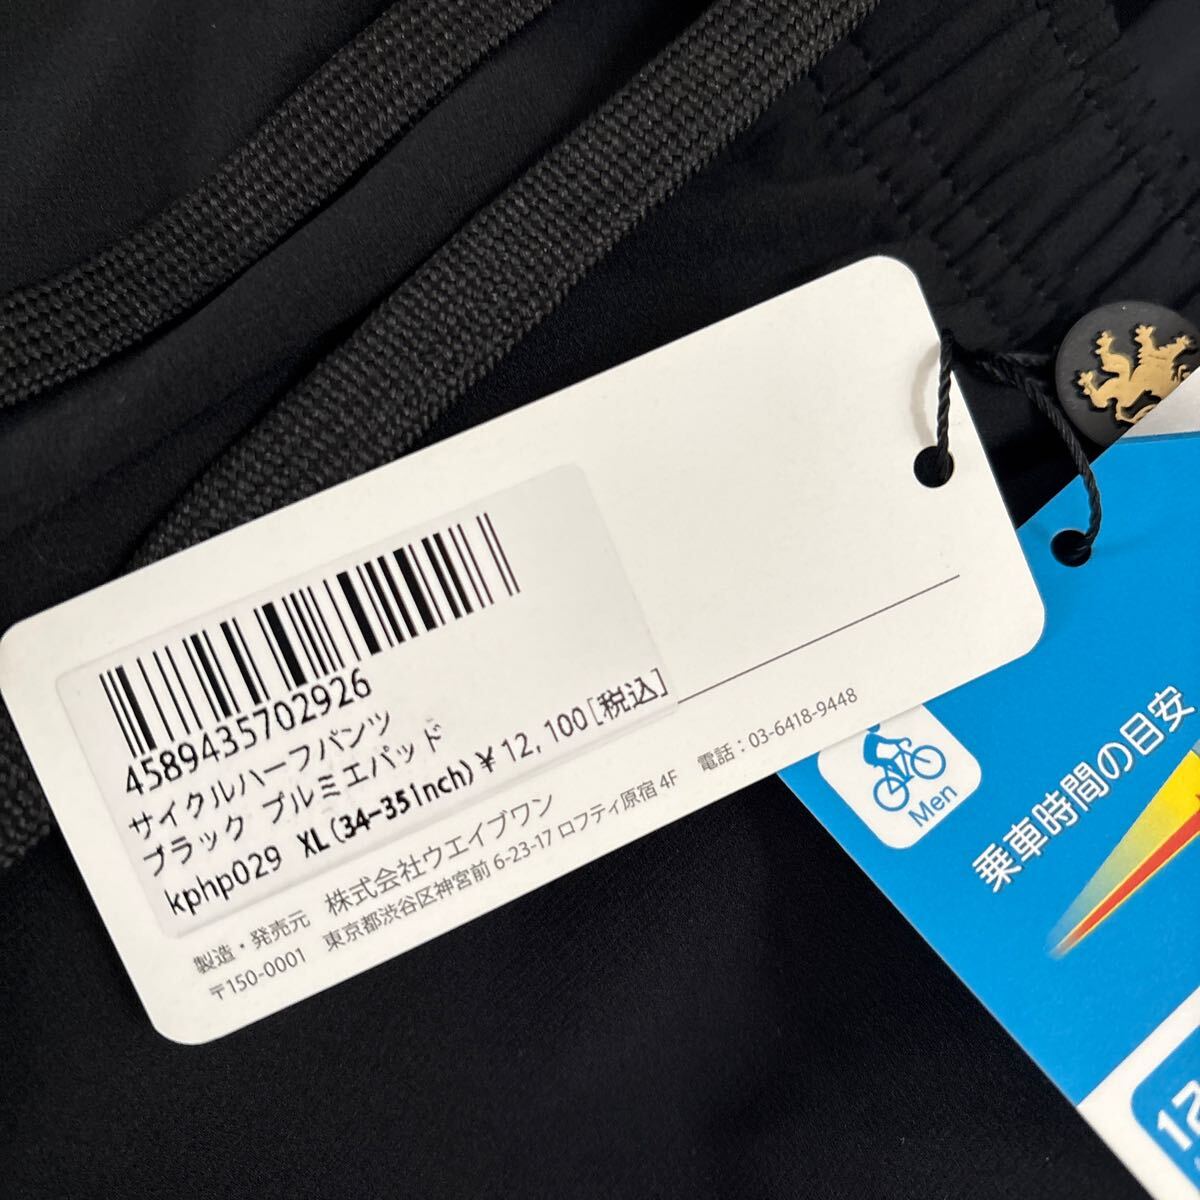 4589435702926
サイクルハーフパンツ
ブラック プルミエパッド
kphp029 XL(34-35inch) ¥12,100[税込]
製造・発売元 株式会社ウエイブワン
〒150-0001 東京都渋谷区神宮前 6-23-17 ロフティ原宿 4F 電話：03-6418-9448
Men
乗車時間の目安
12